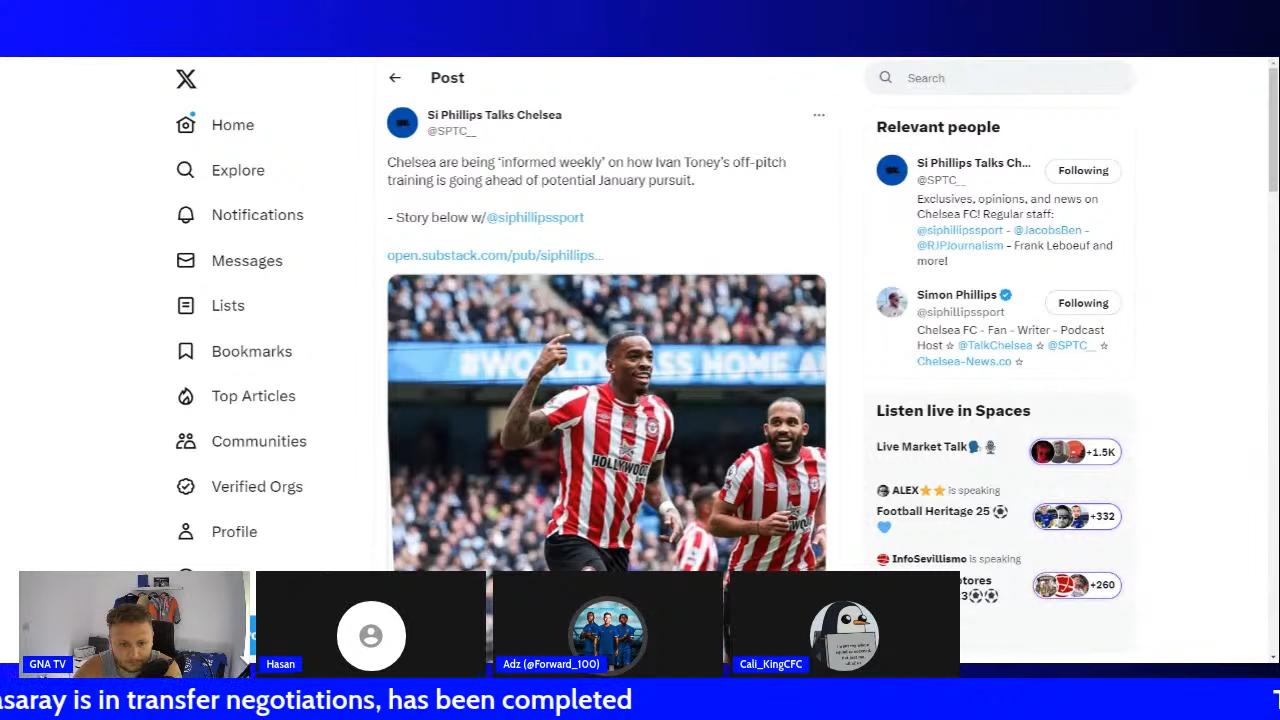 Home
Explore
Notifications
Messages
Lists
Bookmarks
Top Articles
Communities
Verified Orgs
Profile
Post
Si Phillips Talks Chelsea
@SPTC__
Chelsea are being ‘informed weekly’ on how Ivan Toney’s off-pitch
training is going ahead of potential January pursuit.
- Story below w/@siphillipssport
open.substack.com/pub/siphillips...
HOLLYWOOD
Search
Relevant people
Si Phillips Talks Ch...
@SPTC__
Following
Exclusives, opinions, and news on
Chelsea FC! Regular staff:
@siphillipssport - @JacobsBen -
@RJPJournalism - Frank Leboeuf and
more!
Simon Phillips
@siphillipssport
Following
Chelsea FC - Fan - Writer - Podcast
Host ☆ @TalkChelsea ☆ @SPTC__ ☆
Chelsea-News.co ☆
Listen live in Spaces
Live Market Talk🗣️🎙️
+1.5K
ALEX⭐⭐ is speaking
Football Heritage 25 ⚽
💙
+332
InfoSevillismo is speaking
+260
GNA TV
Hasan
Adz (@Forward_100)
Cali_KingCFC
asaray is in transfer negotiations, has been completed